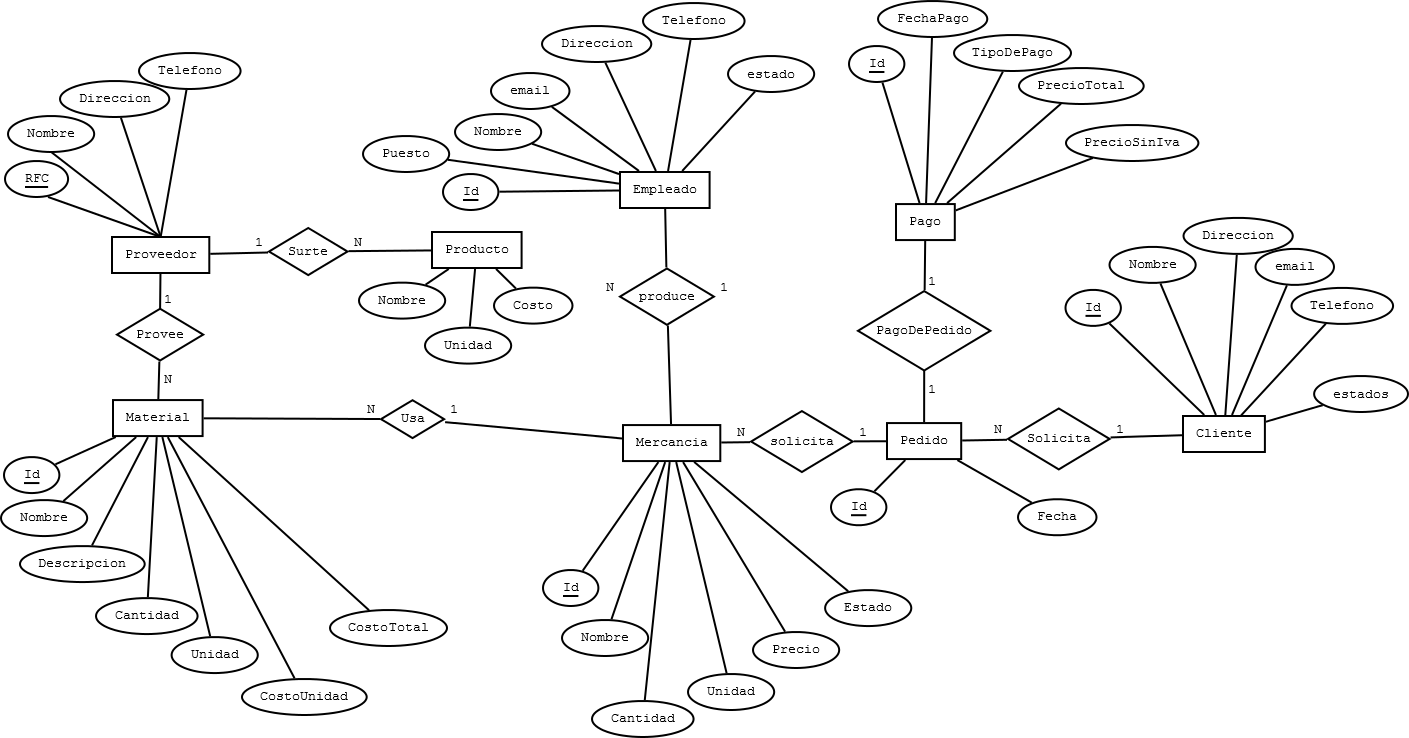 FechaPago
Telefono
Direccion
TipoDePago
Id
Telefono
estado
PrecioTotal
email
Direccion
Nombre
Nombre
PrecioSinIva
Puesto
RFC
Empleado
Id
Pago
Direccion
1
N
Producto
Proveedor
Surte
Nombre
email
1
N
1
produce
1
Nombre
Costo
Id
Telefono
PagoDePedido
Provee
Unidad
N
1
estados
N
1
Material
Usa
N
1
N
1
Cliente
Mercancia
solicita
Pedido
Solicita
Id
Id
Nombre
Fecha
Descripcion
Id
Estado
Cantidad
CostoTotal
Nombre
Precio
Unidad
Unidad
CostoUnidad
Cantidad